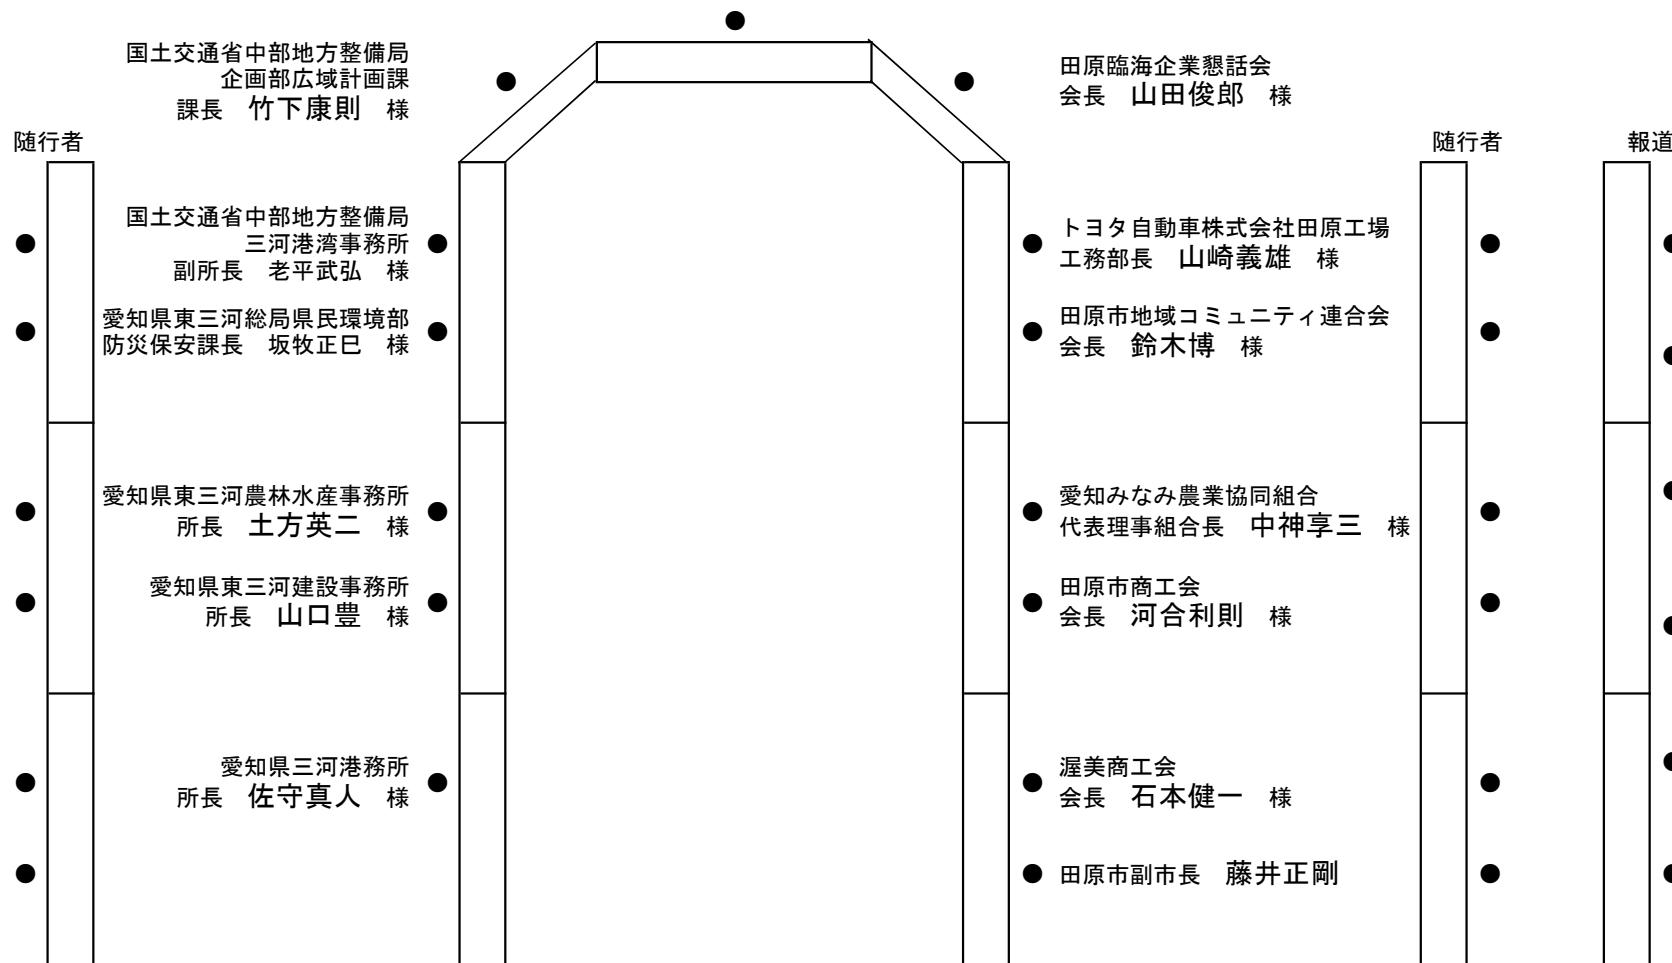 国土交通省中部地方整備局
企画部広域計画課
課長　竹下康則　様
田原臨海企業懇話会
会長　山田俊郎　様
随行者
随行者
報道
国土交通省中部地方整備局
三河港湾事務所
副所長　老平武弘　様
トヨタ自動車株式会社田原工場
工務部長　山崎義雄　様
愛知県東三河総局県民環境部
防災保安課長　坂牧正巳　様
田原市地域コミュニティ連合会
会長　鈴木博　様
愛知県東三河農林水産事務所
所長　土方英二　様
愛知みなみ農業協同組合
代表理事組合長　中神享三　様
愛知県東三河建設事務所
所長　山口豊　様
田原市商工会
会長　河合利則　様
愛知県三河港務所
所長　佐守真人　様
渥美商工会
会長　石本健一　様
田原市副市長　藤井正剛